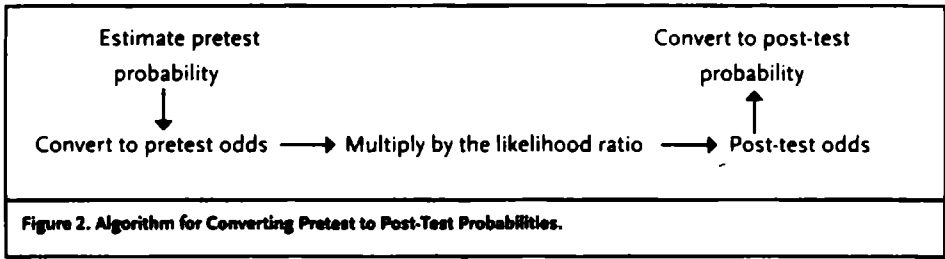 Estimate pretest
probability
Convert to pretest odds
Multiply by the likelihood ratio
Post-test odds
Convert to post-test
probability
Figure 2. Algorithm for Converting Pretest to Post-Test Probabilities.